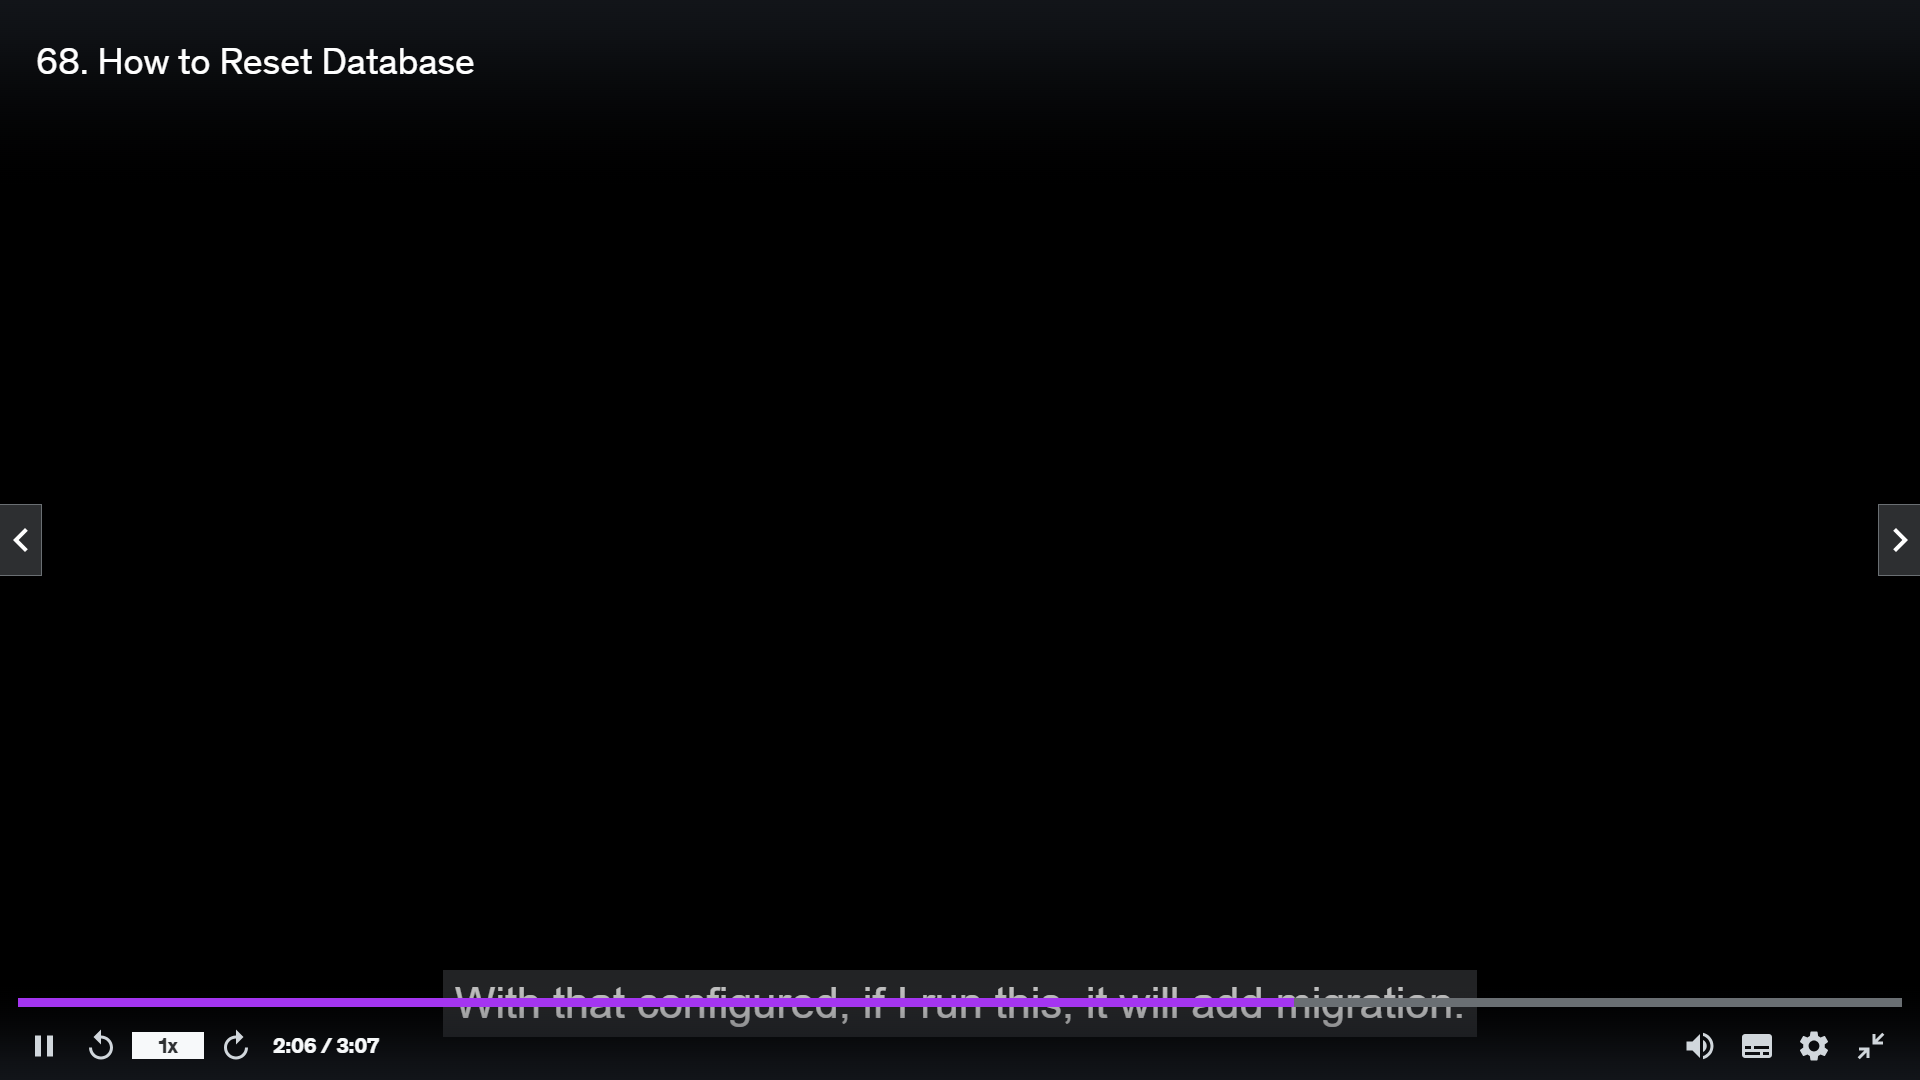 68. How to Reset Database
With that configured, if I run this, it will add migration.
1x
2:06 / 3:07